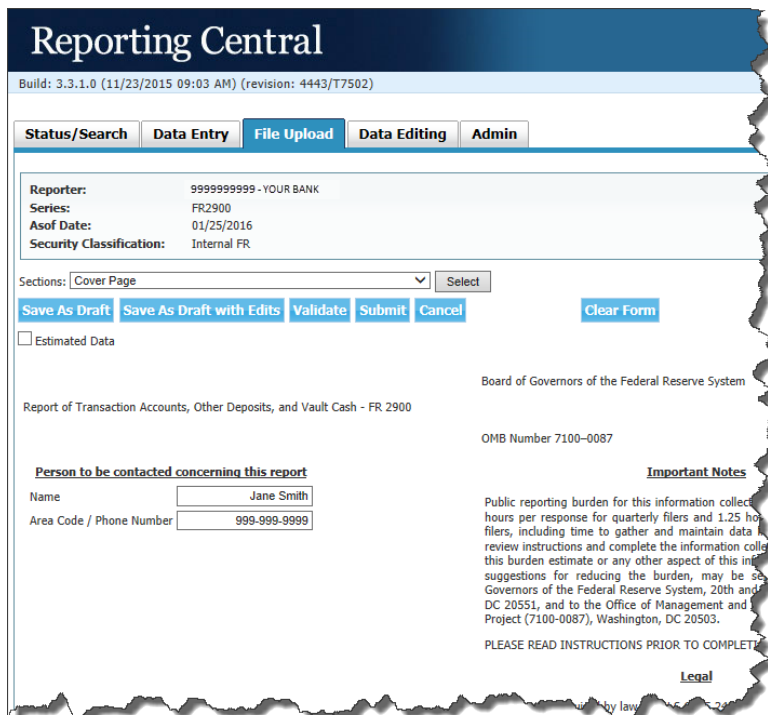 Reporting Central
Build: 3.3.1.0 (11/23/2015 09:03 AM) (revision: 4443/T7502)
Status/Search Data Entry File Upload Data Editing Admin
Reporter: 9999999999 - YOUR BANK
Series: FR2900
Asof Date: 01/25/2016
Security Classification: Internal FR
Sections: Cover Page Select
Save As Draft Save As Draft with Edits Validate Submit Cancel Clear Form
Estimated Data
Board of Governors of the Federal Reserve System
Report of Transaction Accounts, Other Deposits, and Vault Cash - FR 2900
OMB Number 7100–0087
Person to be contacted concerning this report
Name Jane Smith
Area Code / Phone Number 999-999-9999
Important Notes
Public reporting burden for this information collect
hours per response for quarterly filers and 1.25 ho
filers, including time to gather and maintain data
review instructions and complete the information colle
this burden estimate or any other aspect of this inf
suggestions for reducing the burden, may be se
Governors of the Federal Reserve System, 20th and
DC 20551, and to the Office of Management and
Project (7100-0087), Washington, DC 20503.
PLEASE READ INSTRUCTIONS PRIOR TO COMPLETI
Legal
by law